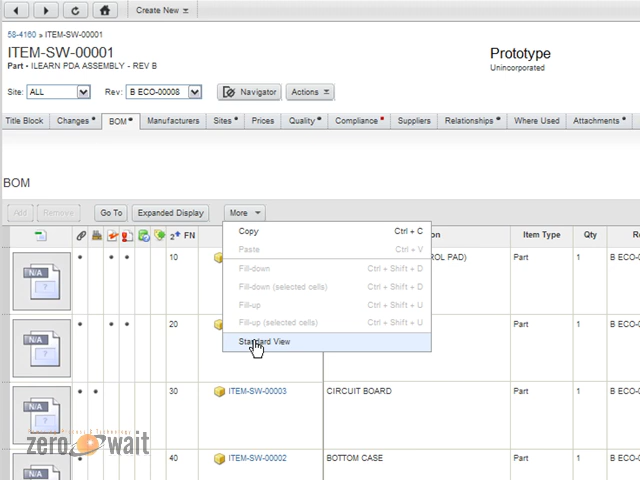 Create New
58-4160 » ITEM-SW-00001
ITEM-SW-00001
Prototype
Part • ILEARN PDA ASSEMBLY - REV B
Unincorporated
Site: ALL Rev: B ECO-00008 Navigator Actions
Title Block Changes BOM Manufacturers Sites Prices Quality Compliance Suppliers Relationships Where Used Attachments
BOM
Add Remove Go To Expanded Display More
Copy Ctrl + C
Paste Ctrl + V
Fill-down Ctrl + Shift + D
Fill-down (selected cells) Ctrl + Shift + D
Fill-up Ctrl + Shift + U
Fill-up (selected cells) Ctrl + Shift + U
Standard View
2 FN Item Type Qty
N/A 10 ROL PAD) Part 1 B ECO-0
N/A 20 Part 1 B ECO-0
N/A 30 ITEM-SW-00003 CIRCUIT BOARD Part 1 B ECO-0
zero wait
N/A 40 ITEM-SW-00002 BOTTOM CASE Part 1 B ECO-0